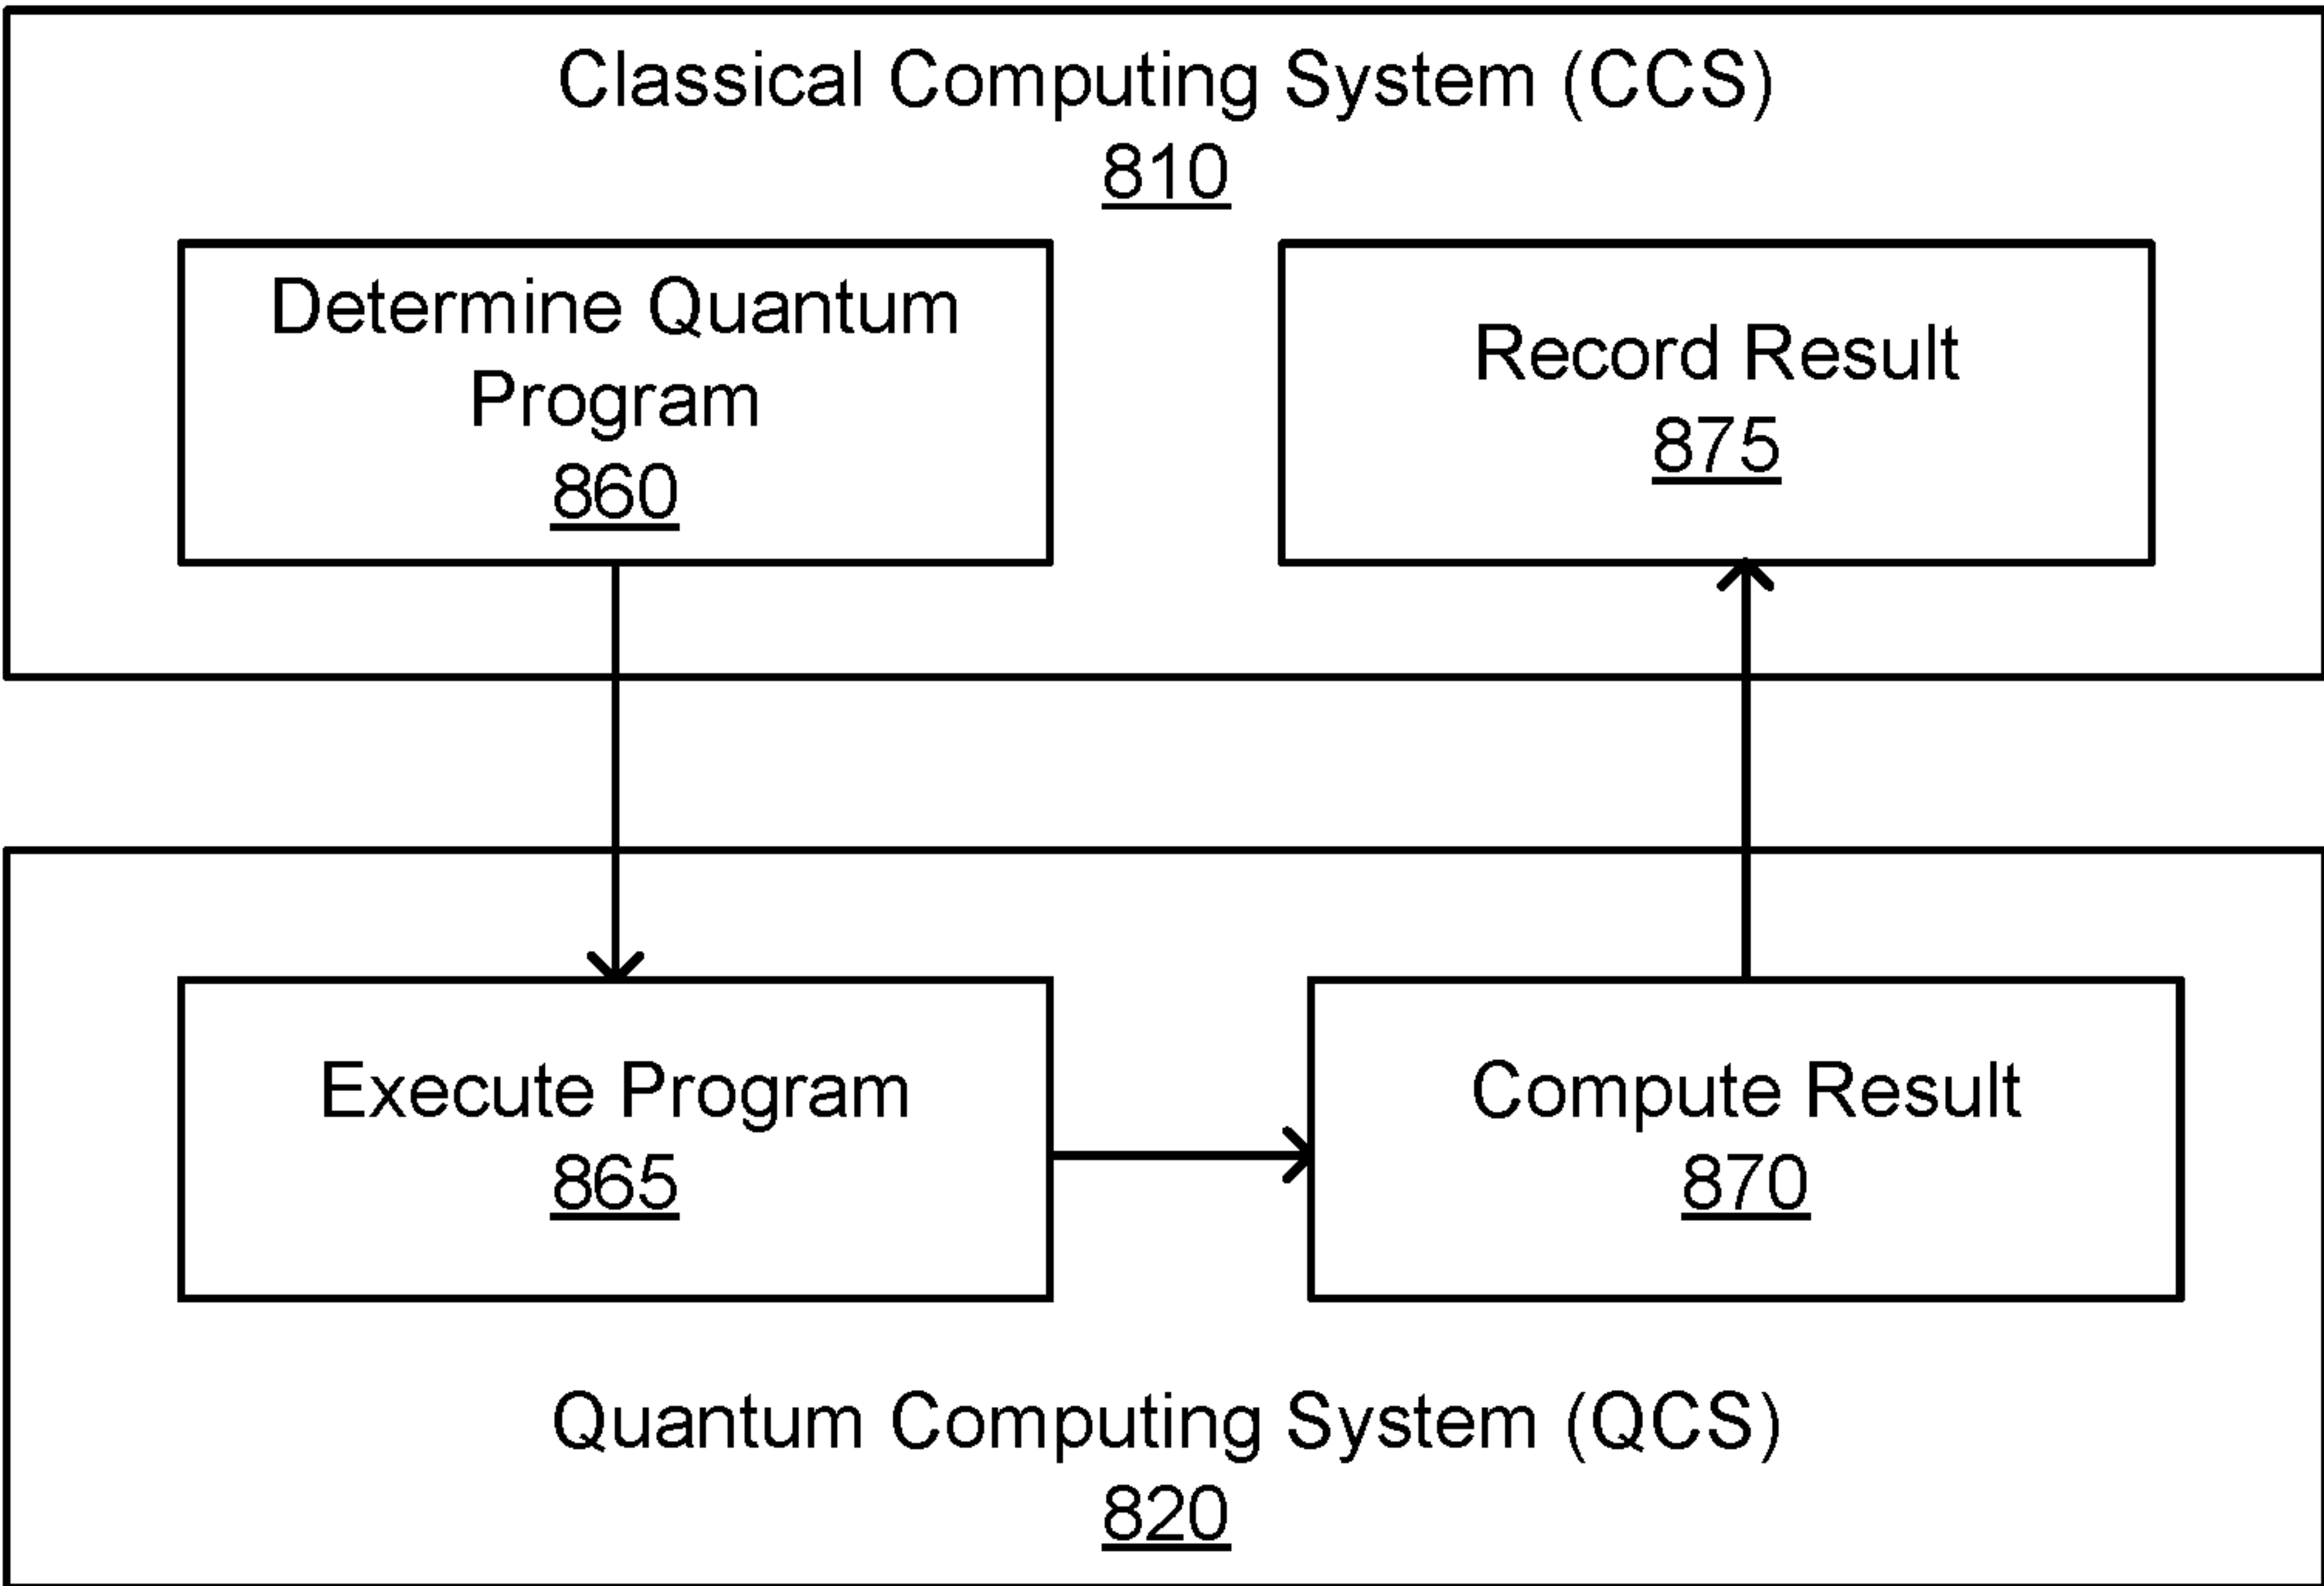 Classical Computing System (CCS)
810
Determine Quantum
Program
860
Record Result
875
Execute Program
865
Compute Result
870
Quantum Computing System (QCS)
820